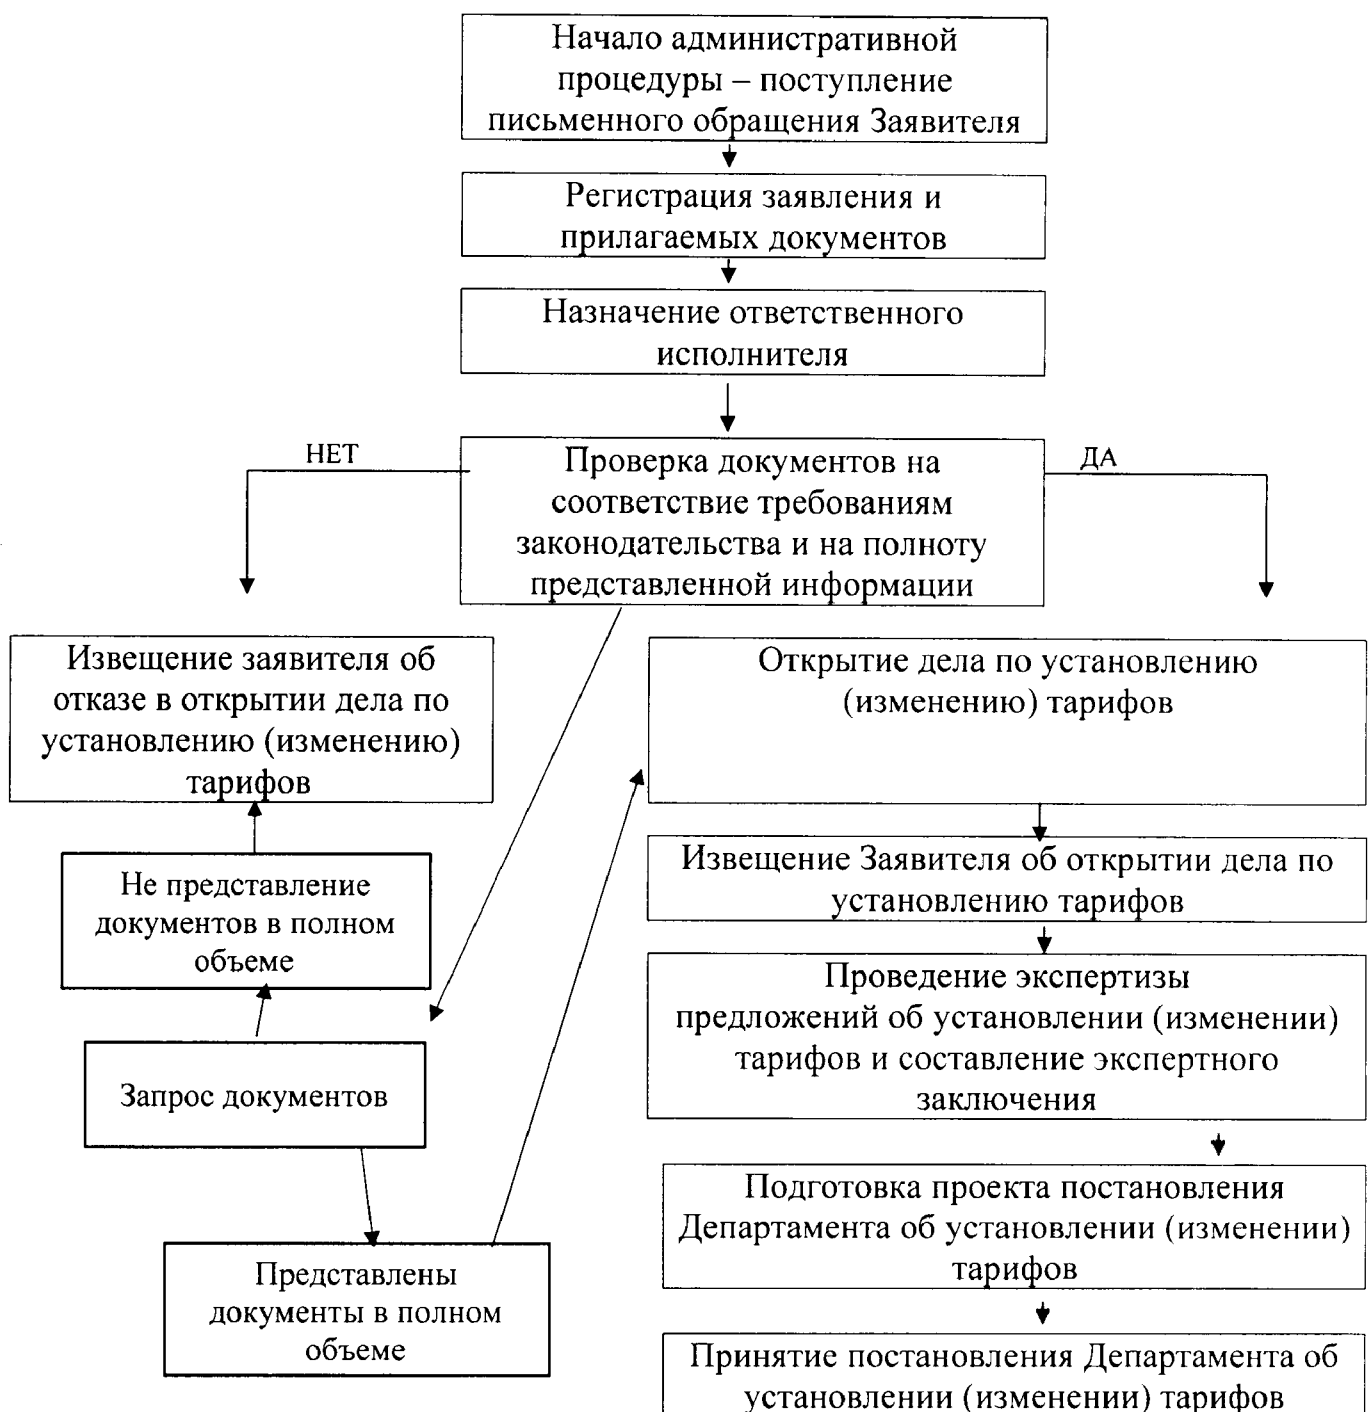 Начало административной
процедуры – поступление
письменного обращения Заявителя
Регистрация заявления и
прилагаемых документов
Назначение ответственного
исполнителя
НЕТ
Проверка документов на
соответствие требованиям
законодательства и на полноту
представленной информации
ДА
Извещение заявителя об
отказе в открытии дела по
установлению (изменению)
тарифов
Открытие дела по установлению
(изменению) тарифов
Не представление
документов в полном
объеме
Извещение Заявителя об открытии дела по
установлению тарифов
Проведение экспертизы
предложений об установлении (изменении)
тарифов и составление экспертного
заключения
Запрос документов
Подготовка проекта постановления
Департамента об установлении (изменении)
тарифов
Представлены
документы в полном
объеме
Принятие постановления Департамента об
установлении (изменении) тарифов